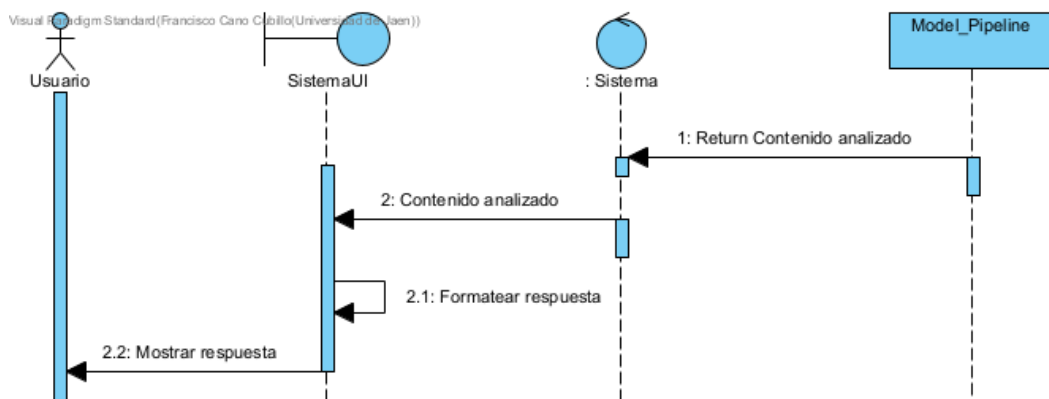 Visual Paradigm Standard(Francisco Cano Cubillo(Universidad de Jaen))
Model_Pipeline
Usuario
SistemaUI
: Sistema
1: Return Contenido analizado
2: Contenido analizado
2.1: Formatear respuesta
2.2: Mostrar respuesta